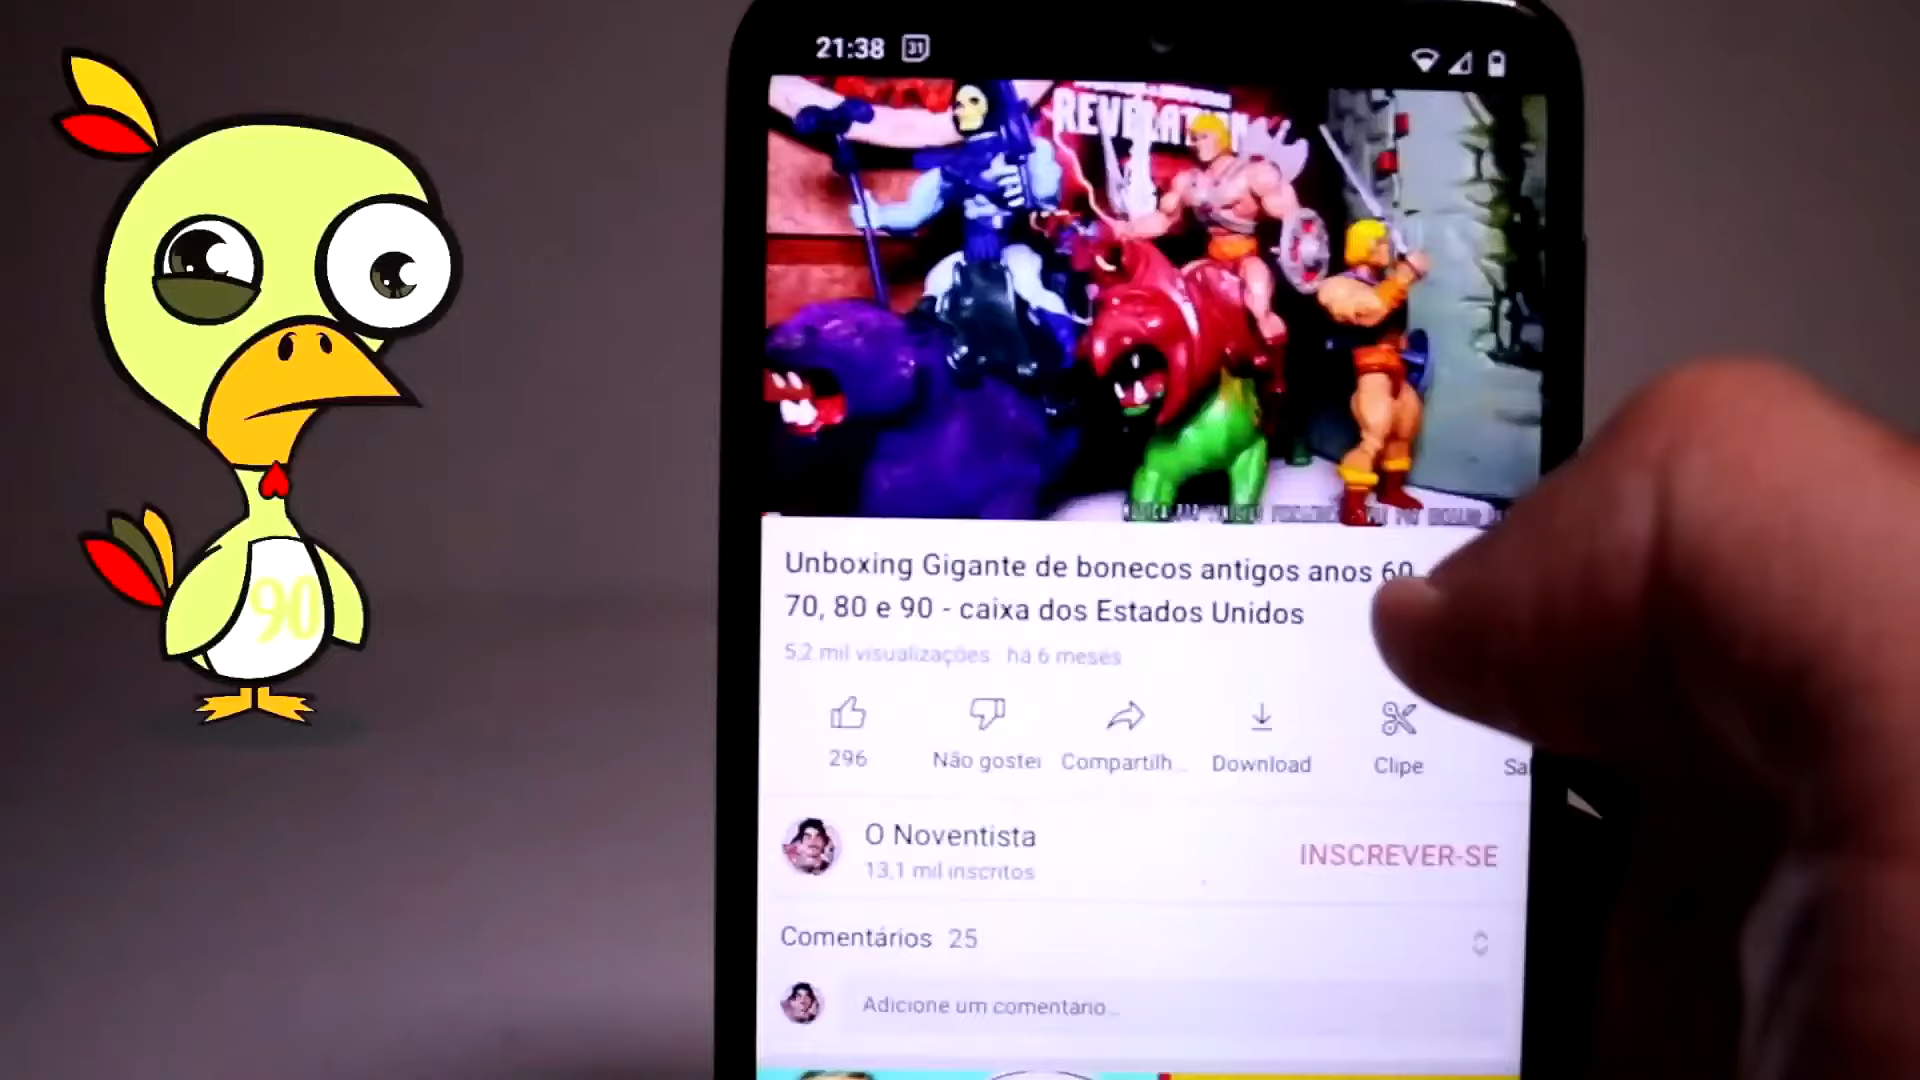 21:38
31
REVELATION
90
Unboxing Gigante de bonecos antigos anos 60,
70, 80 e 90 - caixa dos Estados Unidos
5,2 mil visualizações · há 6 meses
296
Não gostei
Compartilh...
Download
Clipe
Sal
O Noventista
13,1 mil inscritos
INSCREVER-SE
Comentários 25
Adicione um comentário...